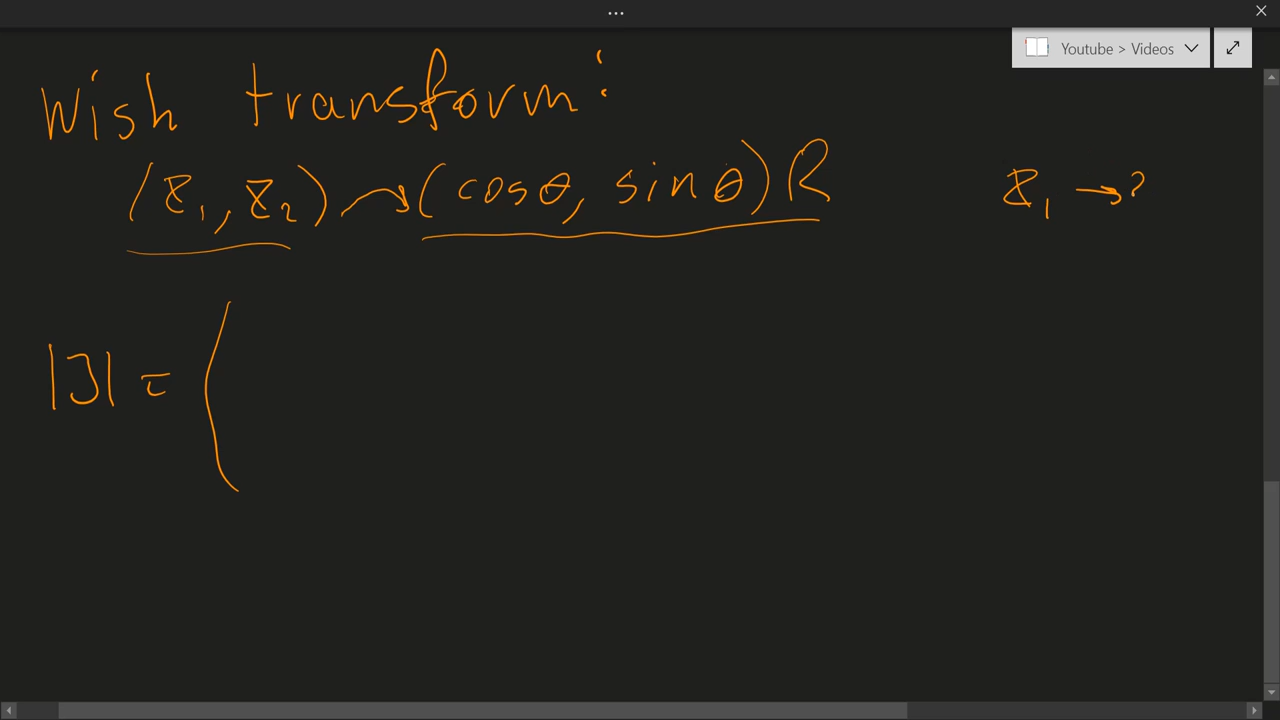 Youtube > Videos
Wish transform:
(Z₁, Z₂) → (cosθ, sinθ)R
Z₁ → ?
|J| = (